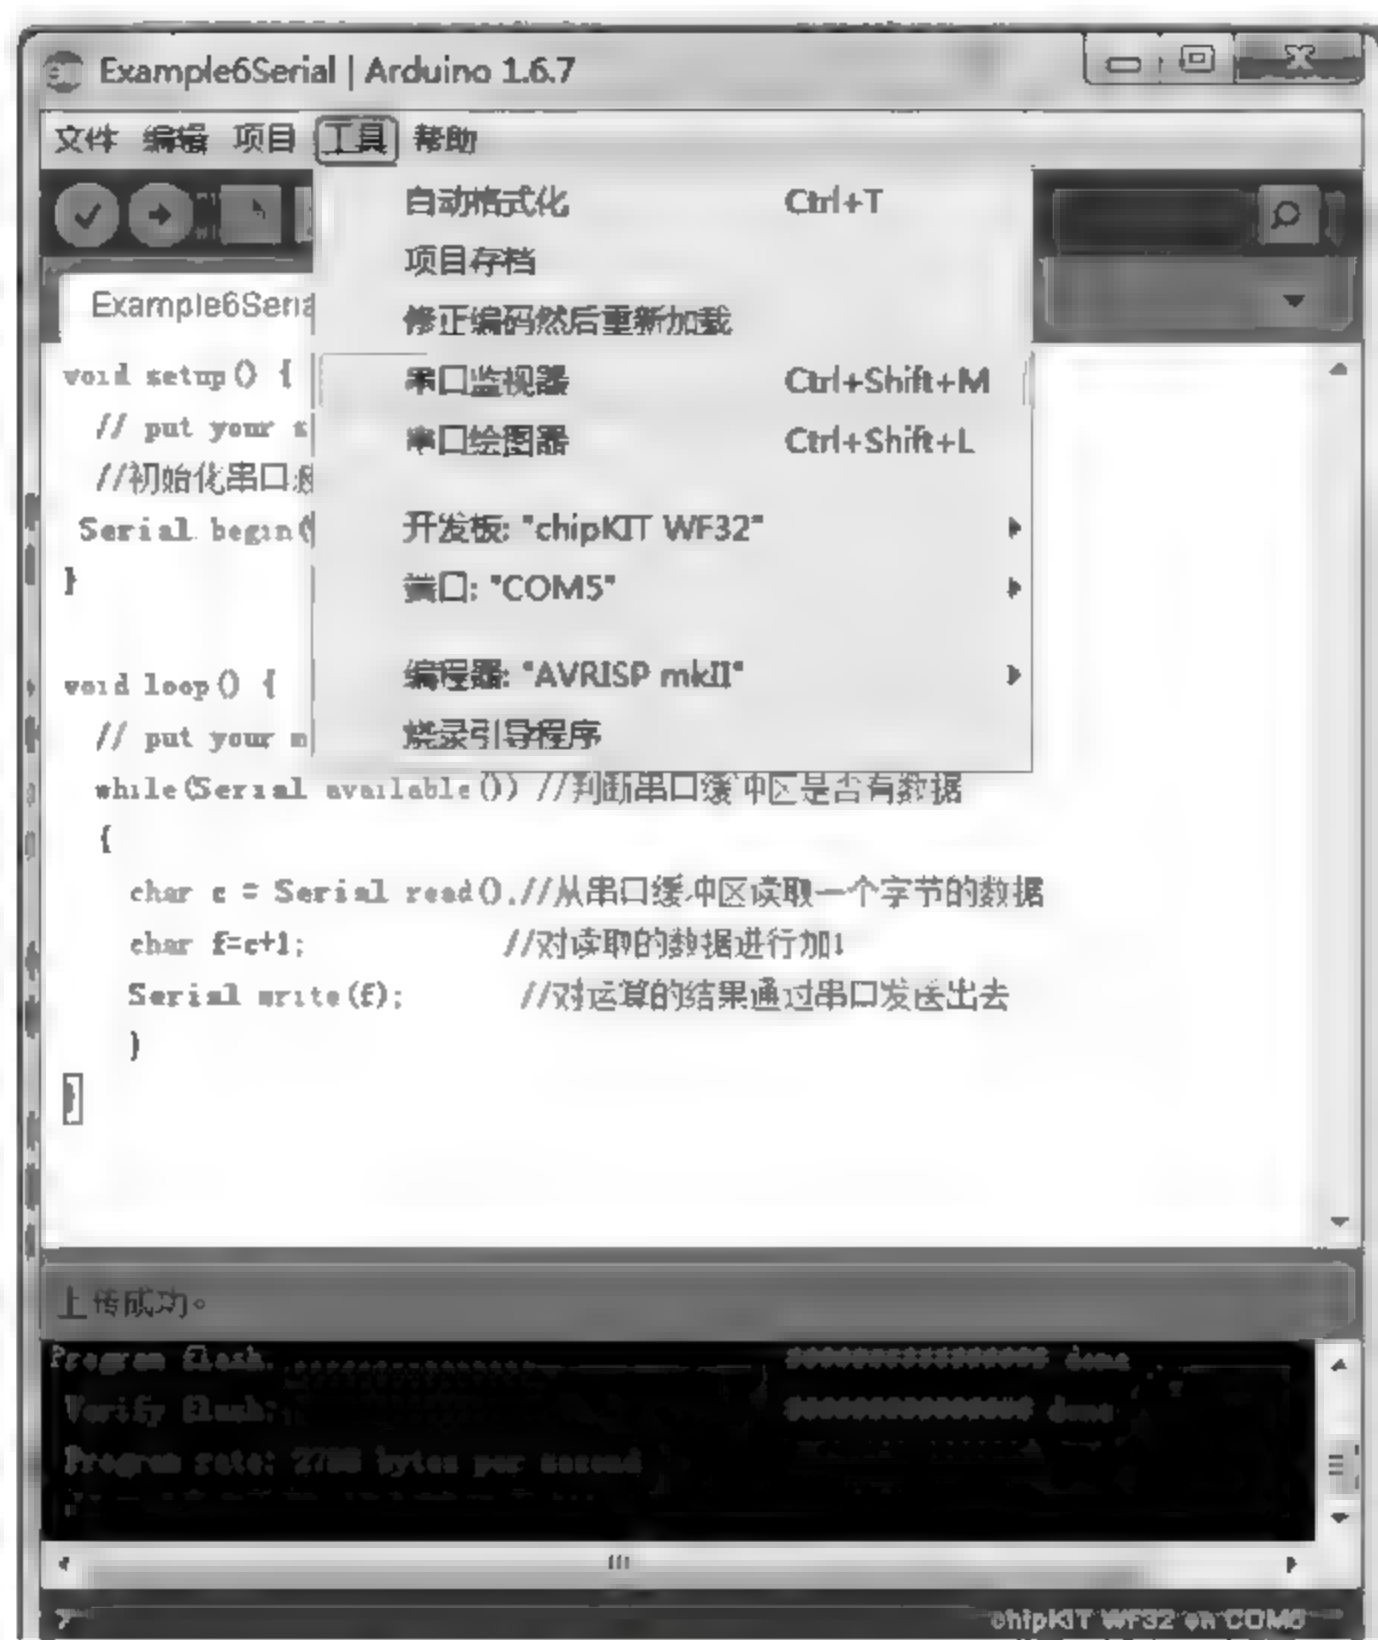 Example6Serial | Arduino 1.6.7
文件 编辑 项目 工具 帮助
自动格式化 Ctrl+T
项目存档
修正编码然后重新加载
串口监视器 Ctrl+Shift+M
串口绘图器 Ctrl+Shift+L
开发板: "chipKIT WF32"
端口: "COM5"
编程器: "AVRISP mkII"
烧录引导程序
Example6Seria
void setup() {
// put your s
//初始化串口
Serial.begin(
}
void loop() {
// put your m
while(Serial available()) //判断串口缓冲区是否有数据
{
char c = Serial read() //从串口缓冲区读取一个字节的数据
char f=c+1; //对读取的数据进行加1
Serial write(f); //对运算的结果通过串口发送出去
}
}
上传成功。
Program flash: done
Verify flash: done
Program rate: bytes per second
7
chipKIT WF32 on